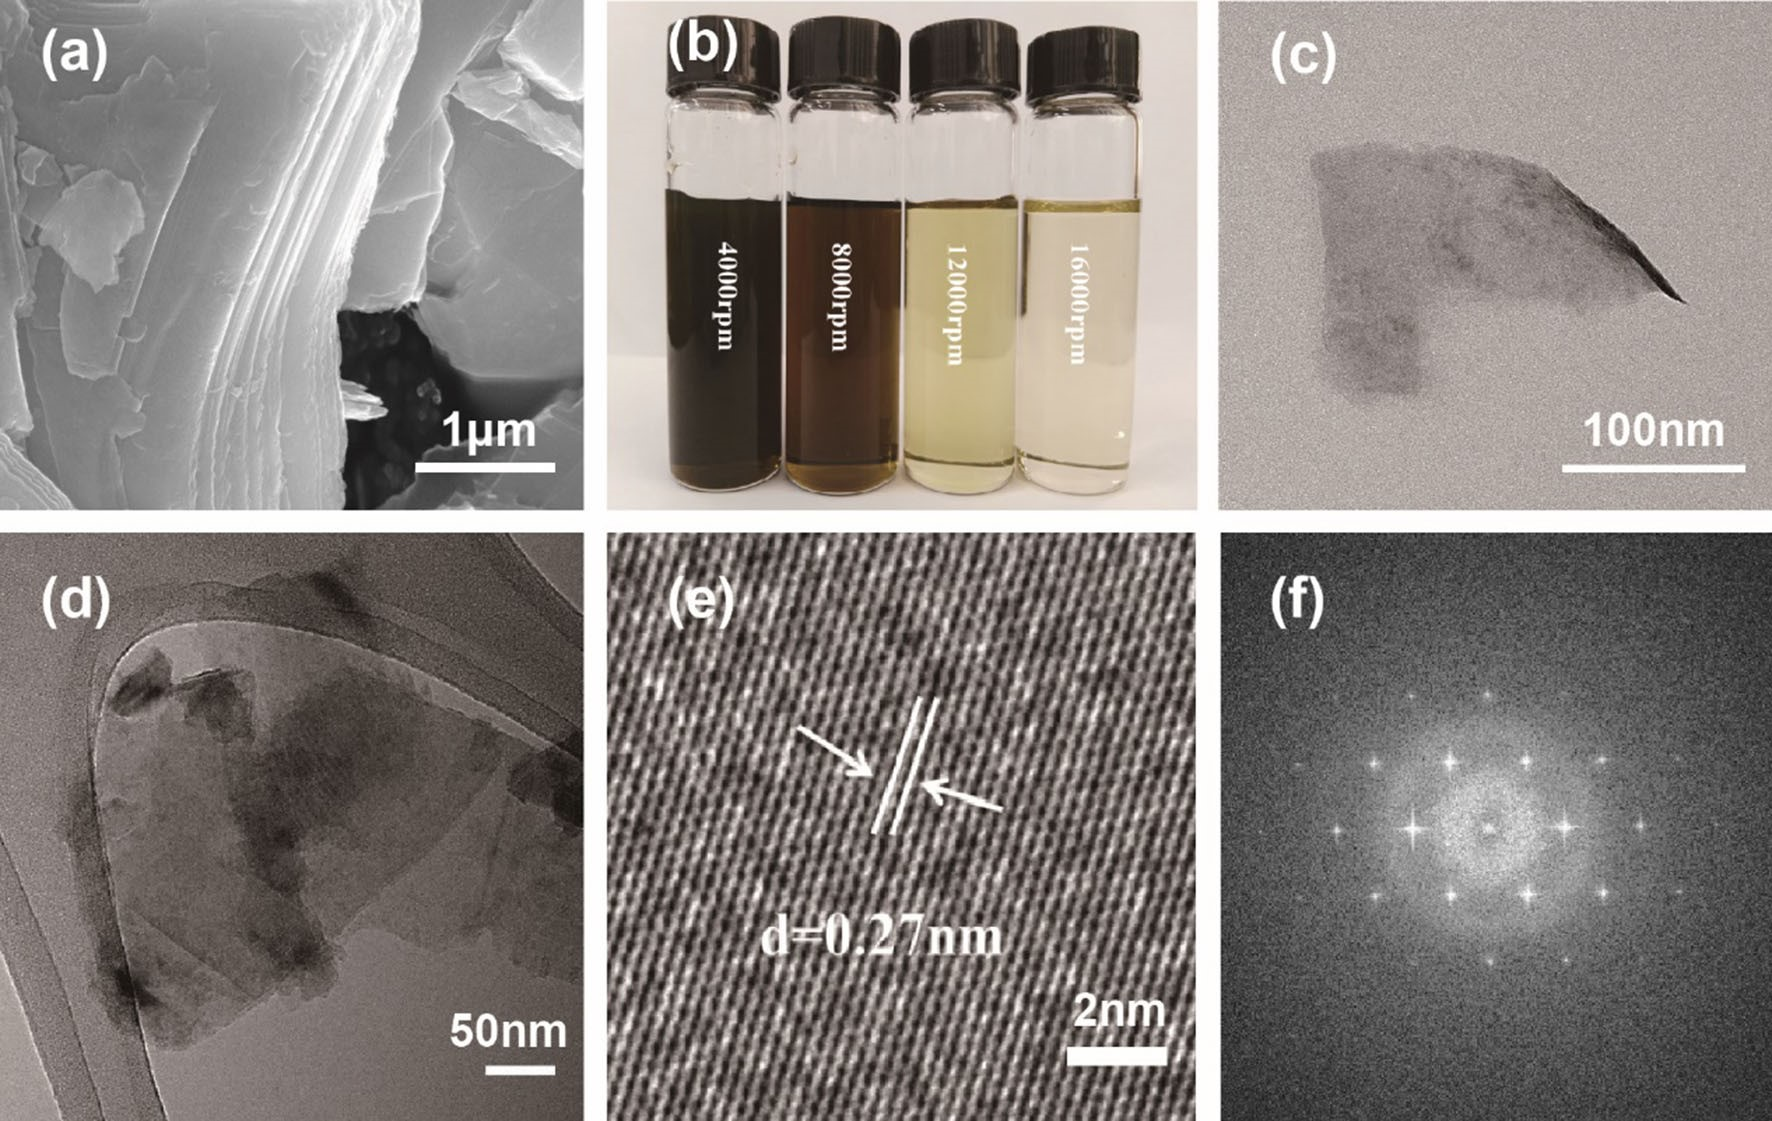 (a)
1μm
(b)
4000rpm
8000rpm
12000rpm
16000rpm
(c)
100nm
(d)
50nm
(e)
d=0.27nm
2nm
(f)